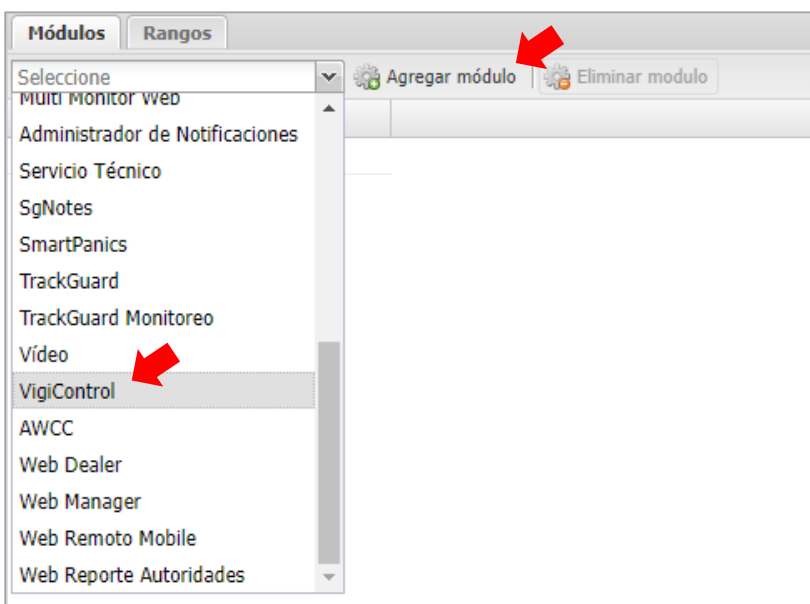 Módulos Rangos
Seleccione Agregar módulo Eliminar modulo
Multi Monitor Web
Administrador de Notificaciones
Servicio Técnico
SgNotes
SmartPanics
TrackGuard
TrackGuard Monitoreo
Vídeo
VigiControl
AWCC
Web Dealer
Web Manager
Web Remoto Mobile
Web Reporte Autoridades